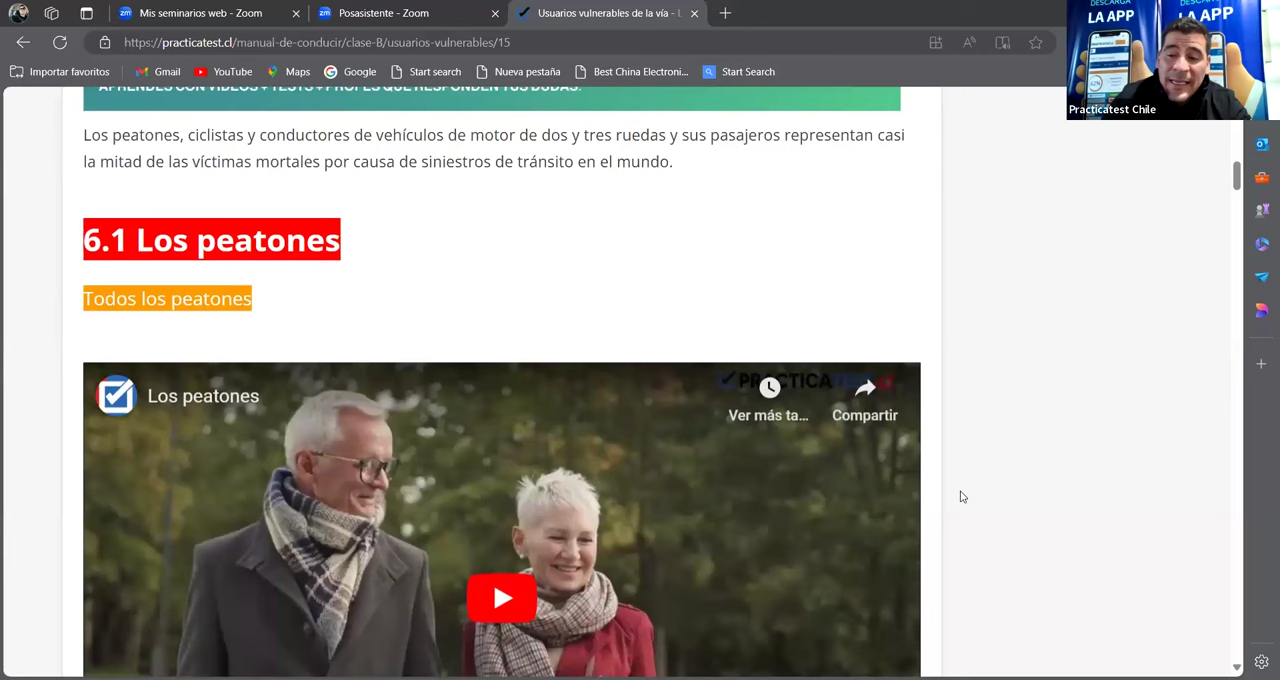 Mis seminarios web - Zoom
Posasistente - Zoom
Usuarios vulnerables de la vía - L
https://practicatest.cl/manual-de-conducir/clase-B/usuarios-vulnerables/15
Importar favoritos
Gmail
YouTube
Maps
Google
Start search
Nueva pestaña
Best China Electroni...
Start Search
DESCARGA
LA APP
LA APP
Practicatest Chile
APRENDES CON VIDEOS + TESTS + PROFES QUE RESPONDEN TUS DUDAS.
Los peatones, ciclistas y conductores de vehículos de motor de dos y tres ruedas y sus pasajeros representan casi
la mitad de las víctimas mortales por causa de siniestros de tránsito en el mundo.
6.1 Los peatones
Todos los peatones
Los peatones
PRACTICATEST.cl
Ver más ta...
Compartir